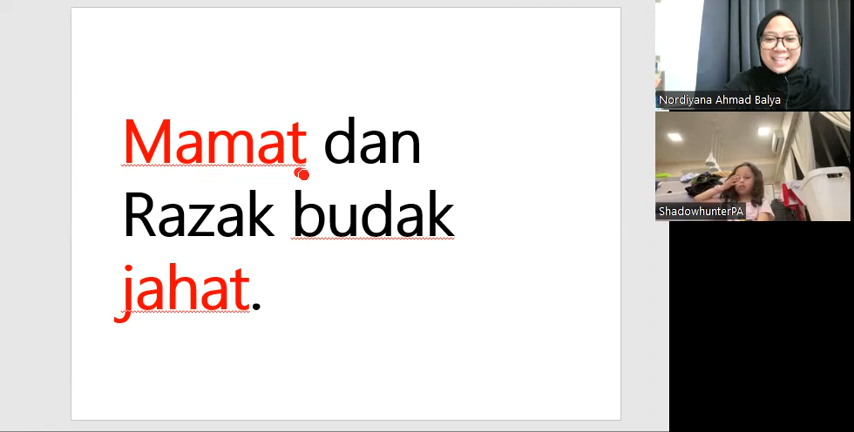 Mamat dan
Razak budak
jahat.
Nordiyana Ahmad Balya
ShadowhunterPA